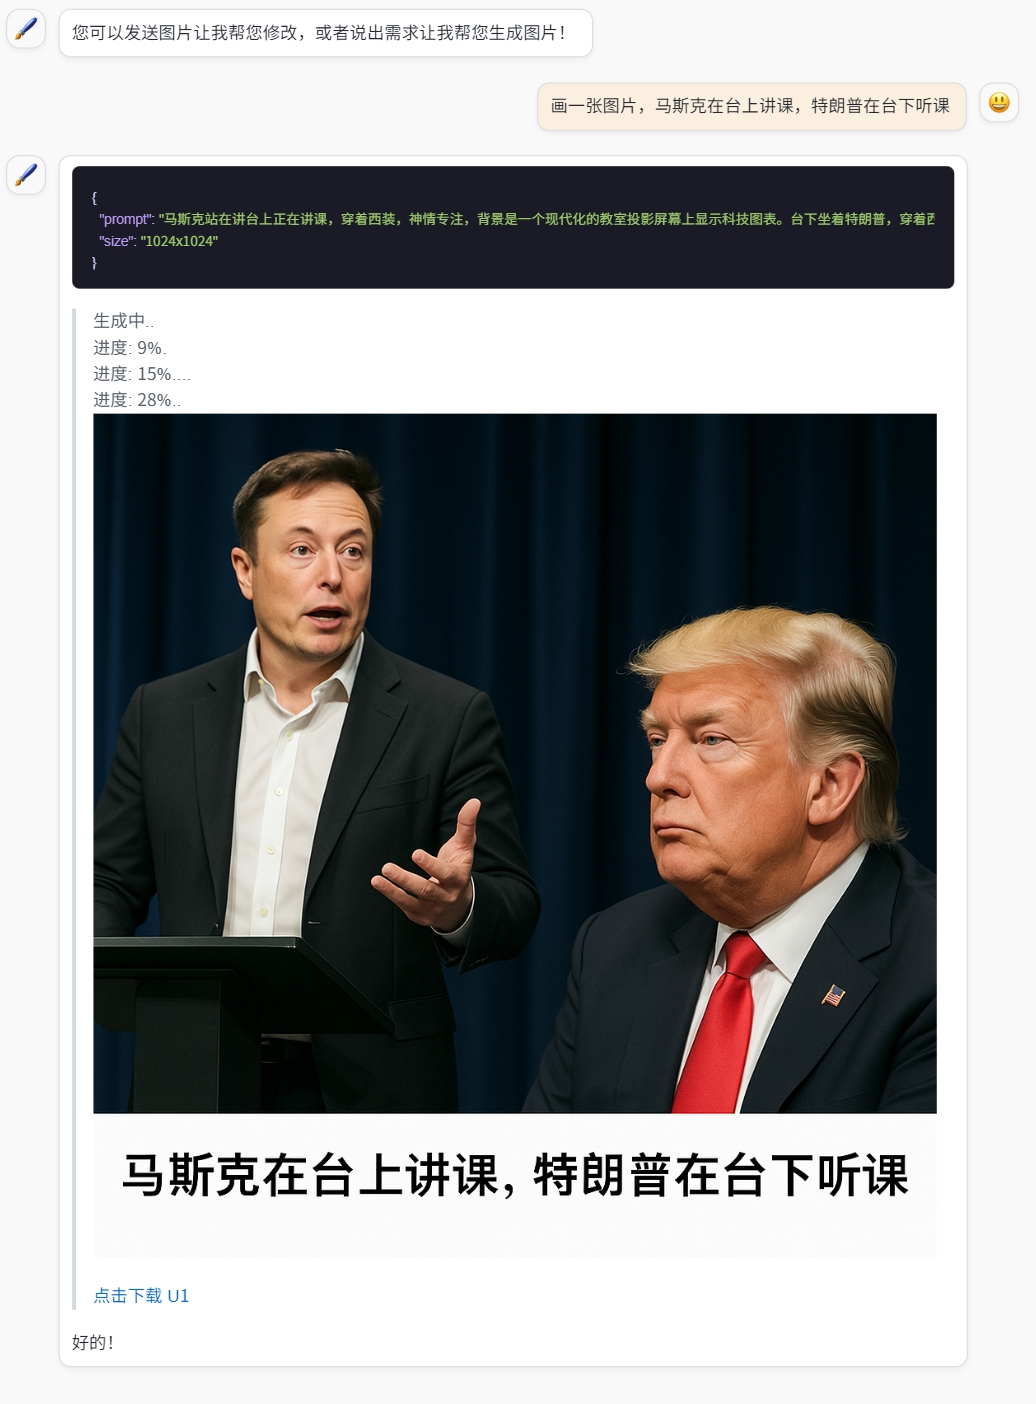 您可以发送图片让我帮您修改，或者说出需求让我帮您生成图片！
画一张图片，马斯克在台上讲课，特朗普在台下听课
{
"prompt": "马斯克站在讲台上正在讲课，穿着西装，神情专注，背景是一个现代化的教室投影屏幕上显示科技图表。台下坐着特朗普，穿着
"size": "1024x1024"
}
生成中..
进度: 9%.
进度: 15%....
进度: 28%..
马斯克在台上讲课, 特朗普在台下听课
点击下载 U1
好的！